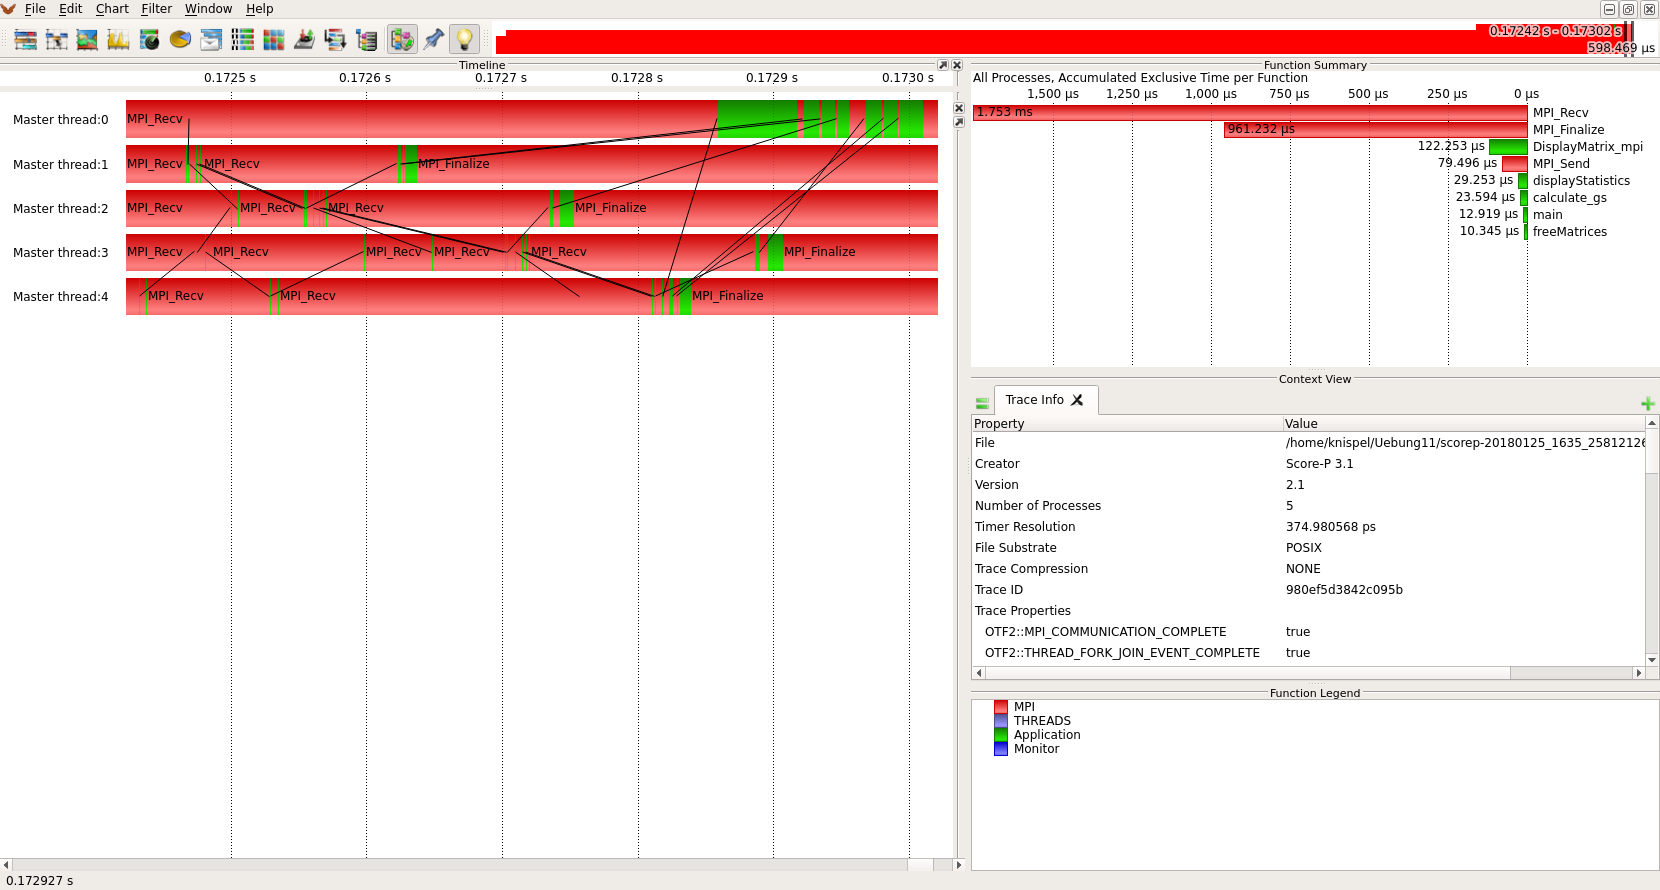 File Edit Chart Filter Window Help
0.17242 s - 0.17302 s
598.469 µs
Timeline
0.1725 s 0.1726 s 0.1727 s 0.1728 s 0.1729 s 0.1730 s
Master thread:0 MPI_Recv
Master thread:1 MPI_Recv MPI_Recv MPI_Finalize
Master thread:2 MPI_Recv MPI_Recv MPI_Recv MPI_Finalize
Master thread:3 MPI_Recv MPI_Recv MPI_Recv MPI_Recv MPI_Recv MPI_Finalize
Master thread:4 MPI_Recv MPI_Recv MPI_Finalize
Function Summary
All Processes, Accumulated Exclusive Time per Function
1,500 µs 1,250 µs 1,000 µs 750 µs 500 µs 250 µs 0 µs
1.753 ms MPI_Recv
961.232 µs MPI_Finalize
122.253 µs DisplayMatrix_mpi
79.496 µs MPI_Send
29.253 µs displayStatistics
23.594 µs calculate_gs
12.919 µs main
10.345 µs freeMatrices
Context View
Trace Info
Property Value
File /home/knispel/Uebung11/scorep-20180125_1635_25812126
Creator Score-P 3.1
Version 2.1
Number of Processes 5
Timer Resolution 374.980568 ps
File Substrate POSIX
Trace Compression NONE
Trace ID 980ef5d3842c095b
Trace Properties
OTF2::MPI_COMMUNICATION_COMPLETE true
OTF2::THREAD_FORK_JOIN_EVENT_COMPLETE true
Function Legend
MPI
THREADS
Application
Monitor
0.172927 s